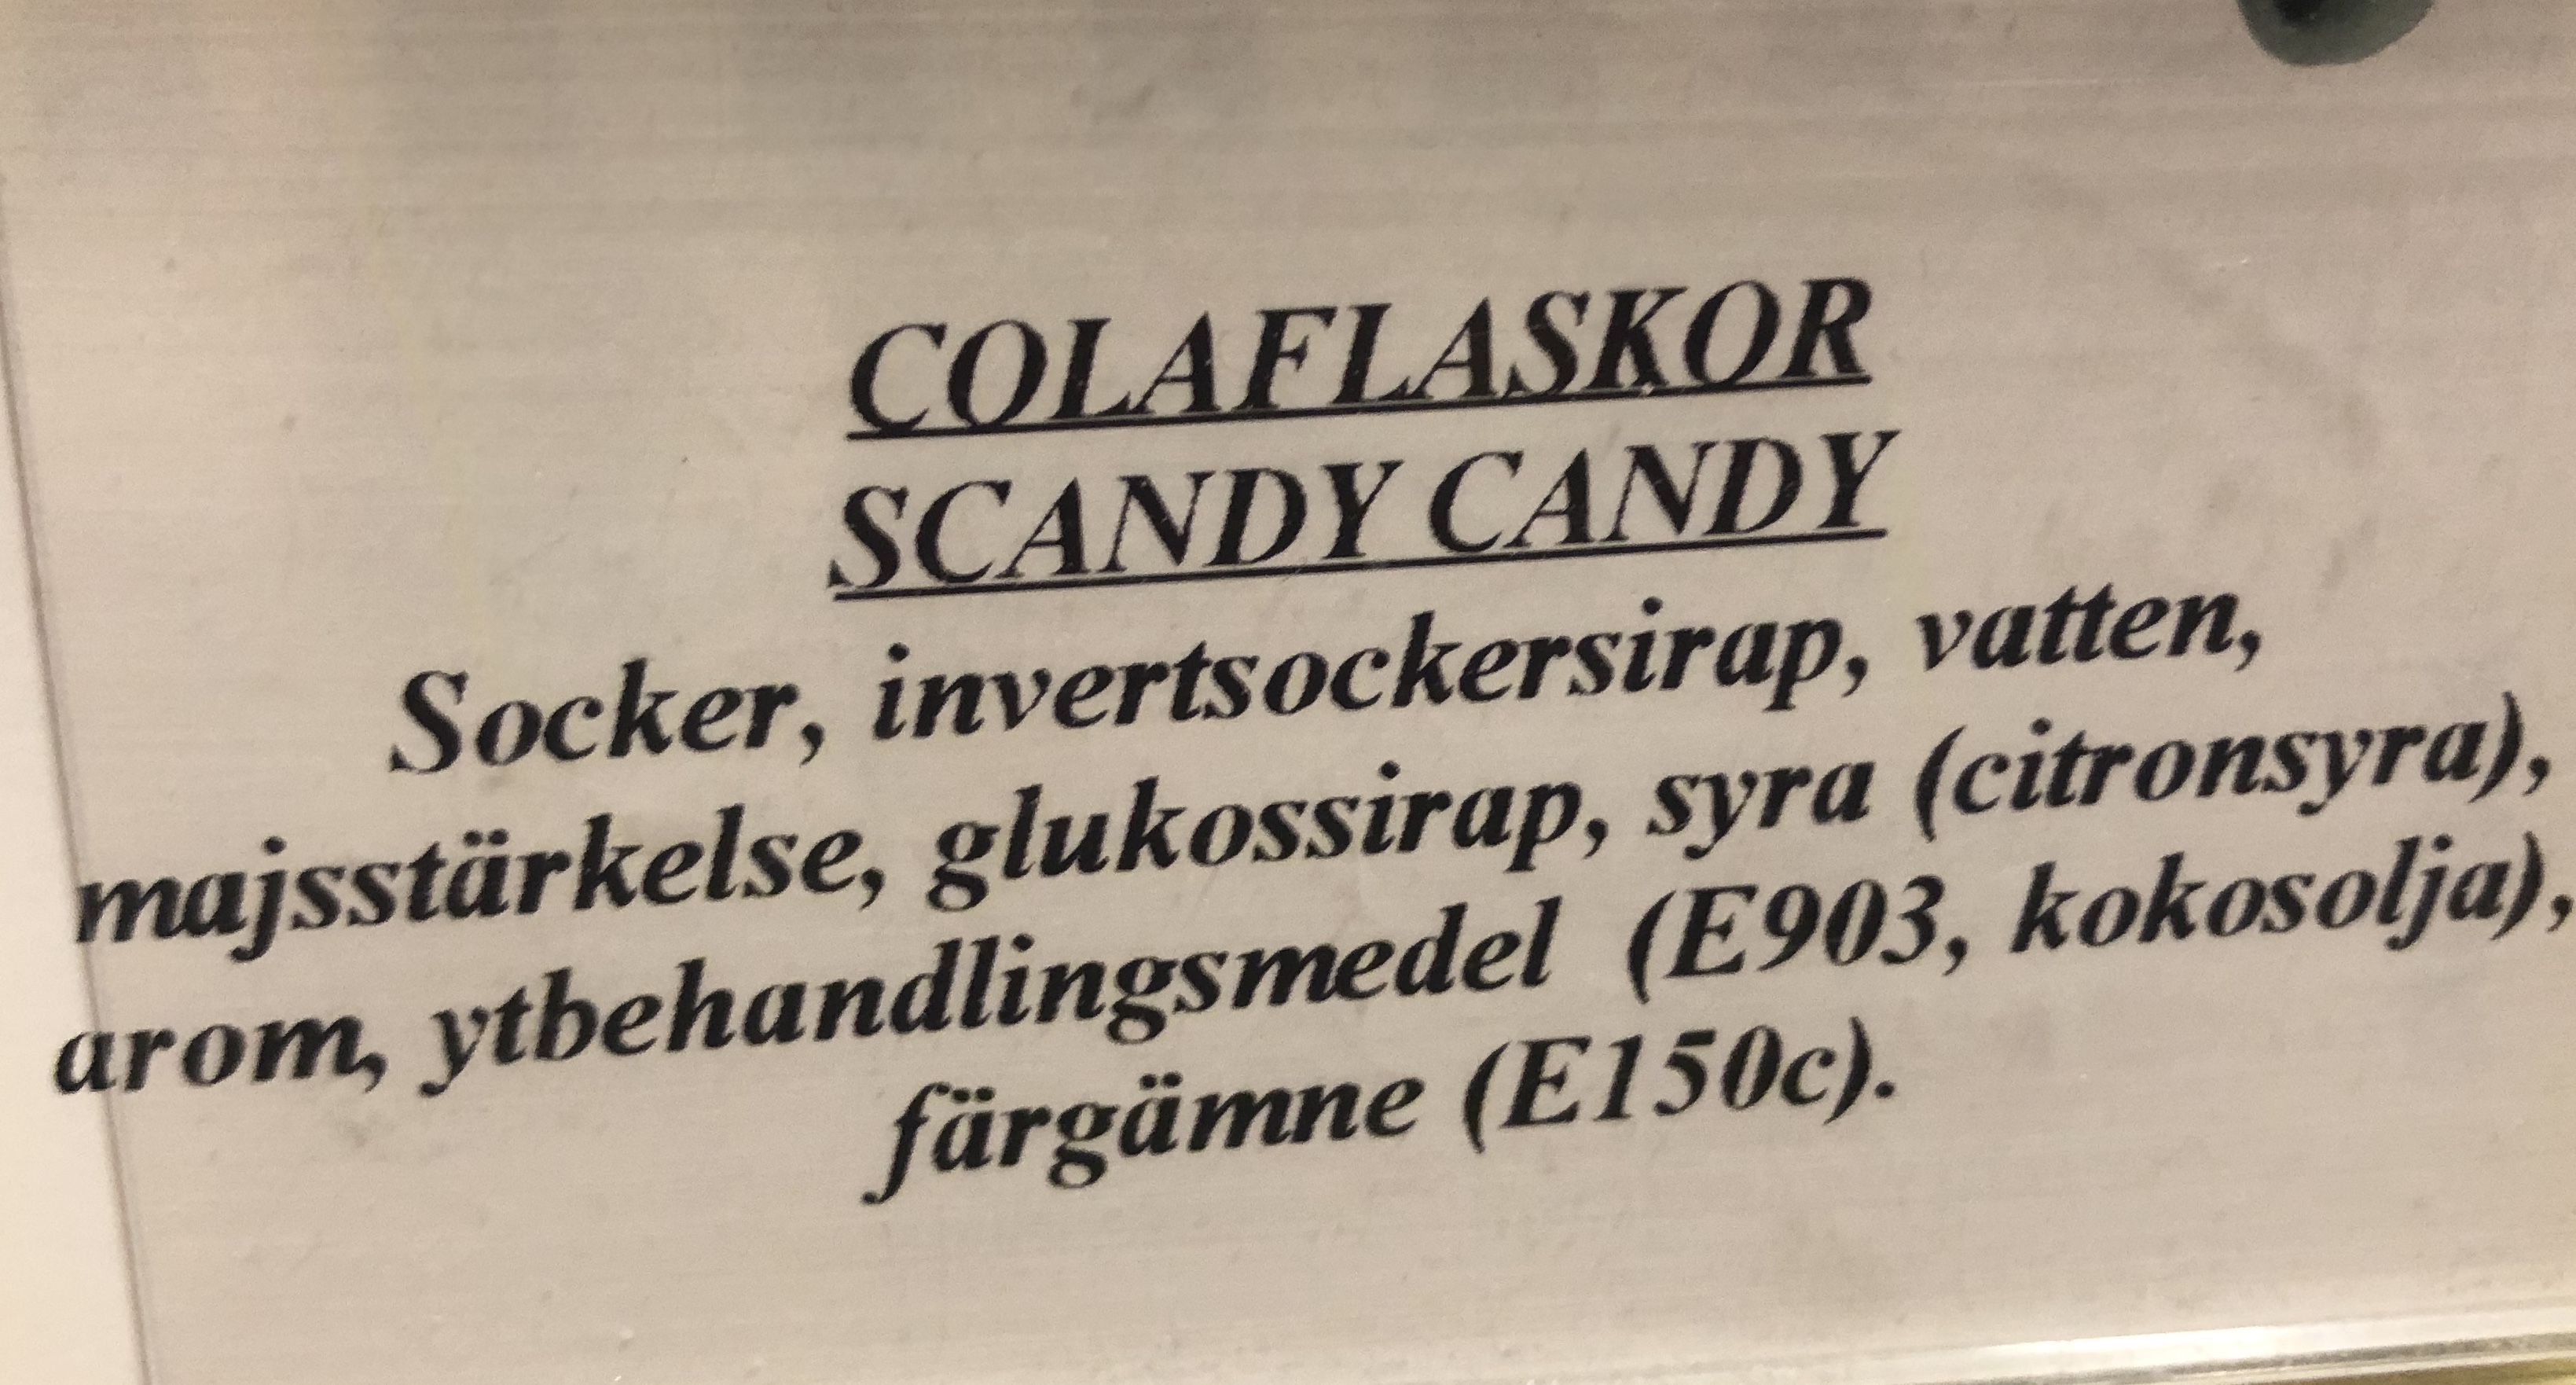 COLAFLASKOR
SCANDY CANDY
Socker, invertsockersirap, vatten,
majsstärkelse, glukossirap, syra (citronsyra),
arom, ytbehandlingsmedel (E903, kokosolja),
färgämne (E150c).